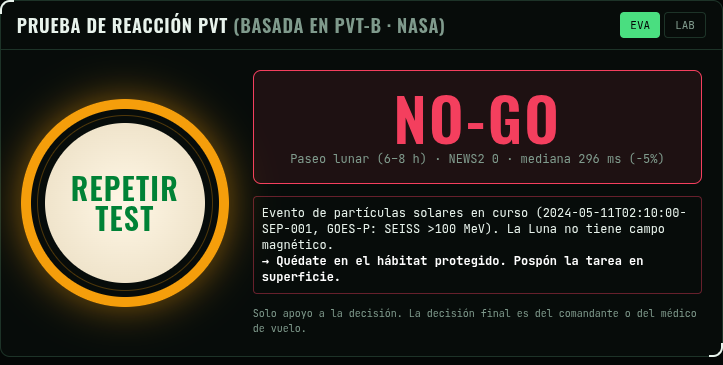 PRUEBA DE REACCIÓN PVT (BASADA EN PVT-B · NASA)
EVA
LAB
REPETIR
TEST
NO-GO
Paseo lunar (6–8 h) · NEWS2 0 · mediana 296 ms (-5%)
Evento de partículas solares en curso (2024-05-11T02:10:00-
SEP-001, GOES-P: SEISS >100 MeV). La Luna no tiene campo
magnético.
→ Quédate en el hábitat protegido. Pospón la tarea en
superficie.
Solo apoyo a la decisión. La decisión final es del comandante o del médico
de vuelo.